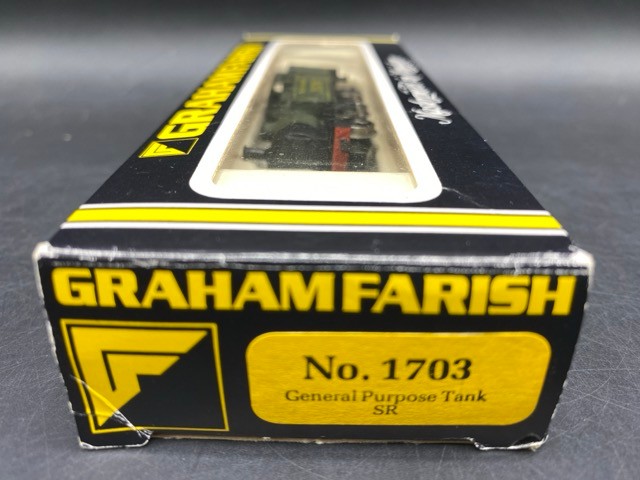 GRAHAM FARISH
GRAHAM FARISH
No. 1703
General Purpose Tank
SR